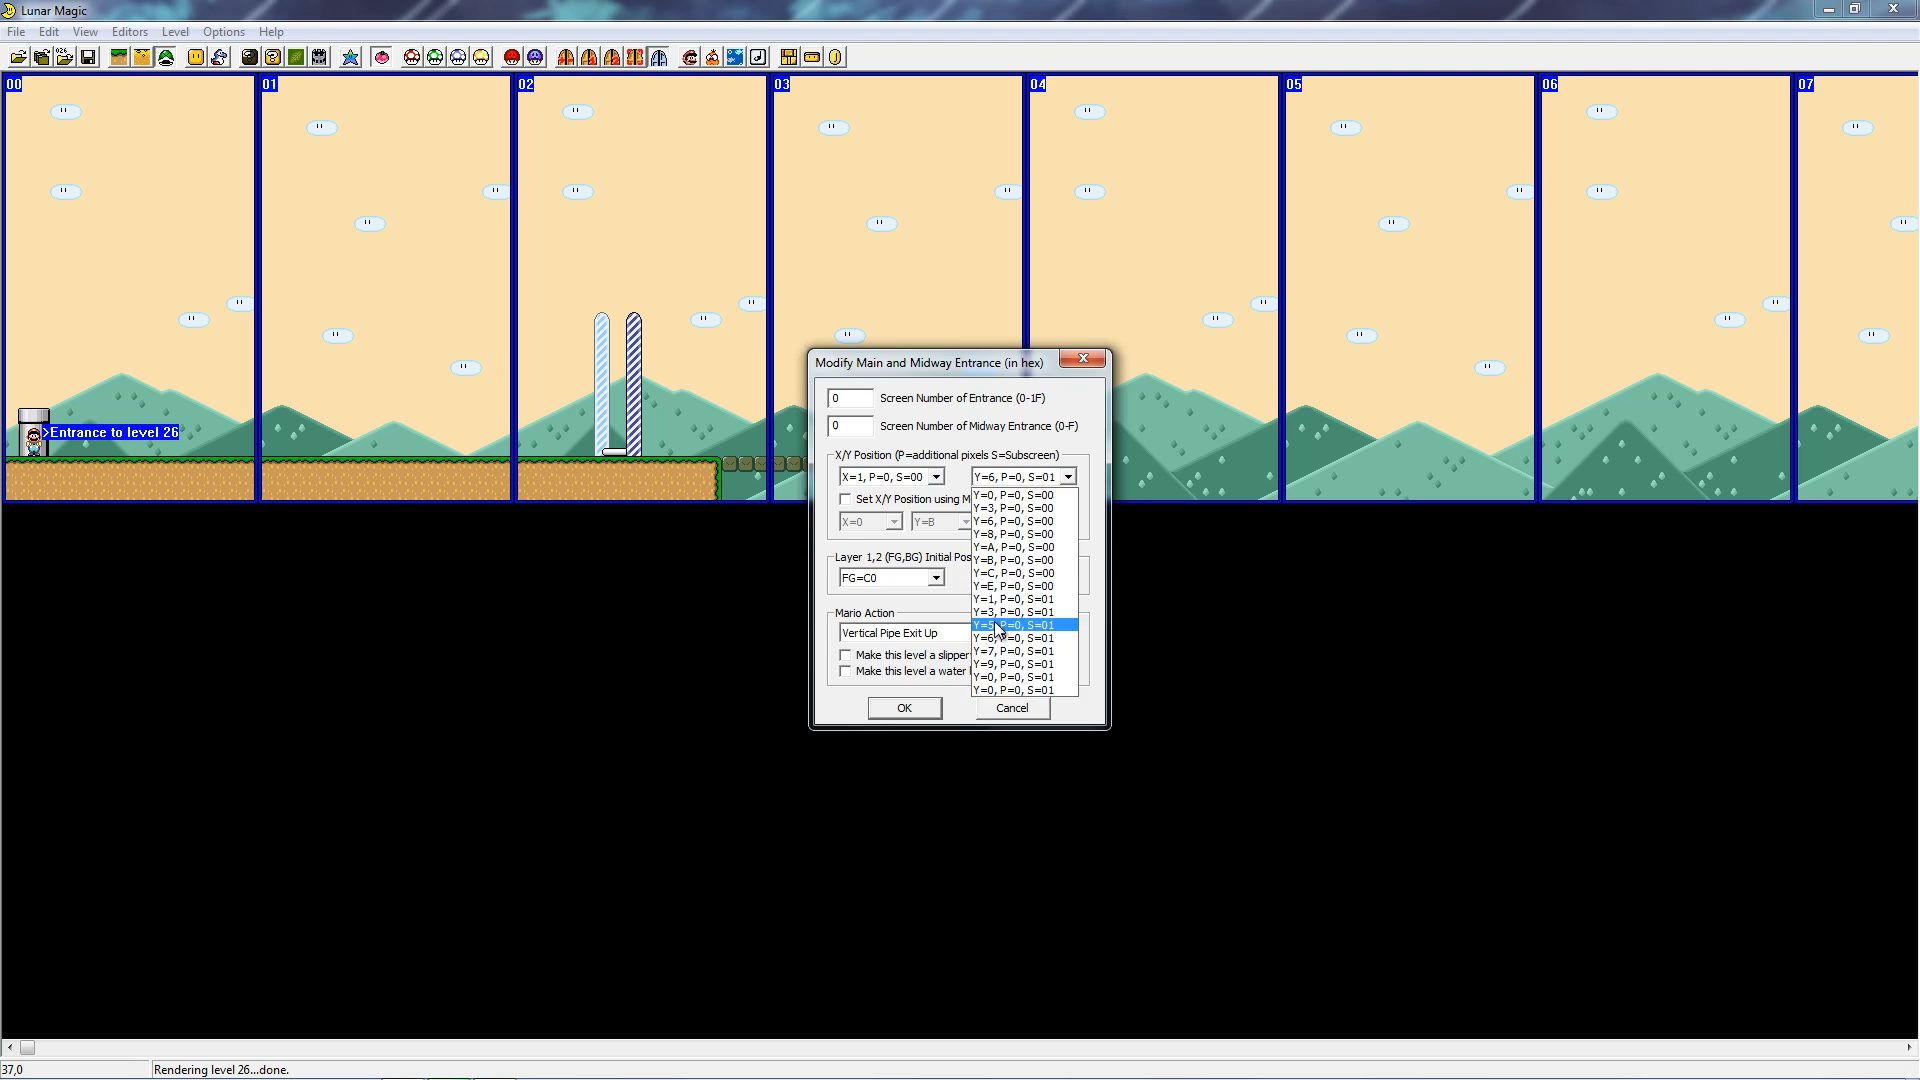 Lunar Magic
File Edit View Editors Level Options Help
00 01 02 03 04 05 06 07
>Entrance to level 26
Modify Main and Midway Entrance (in hex)
0 Screen Number of Entrance (0-1F)
0 Screen Number of Midway Entrance (0-F)
X/Y Position (P=additional pixels S=Subscreen)
X=1, P=0, S=00 Y=6, P=0, S=01
Y=0, P=0, S=00
Y=3, P=0, S=00
Y=6, P=0, S=00
Y=8, P=0, S=00
Y=A, P=0, S=00
Y=B, P=0, S=00
Y=C, P=0, S=00
Y=E, P=0, S=00
Y=1, P=0, S=01
Y=3, P=0, S=01
Y=5, P=0, S=01
Y=6, P=0, S=01
Y=7, P=0, S=01
Y=9, P=0, S=01
Y=0, P=0, S=01
Y=0, P=0, S=01
Set X/Y Position using M
X=0 Y=B
Layer 1,2 (FG,BG) Initial Pos
FG=C0
Mario Action
Vertical Pipe Exit Up
Make this level a slipper
Make this level a water
OK Cancel
37,0 Rendering level 26...done.